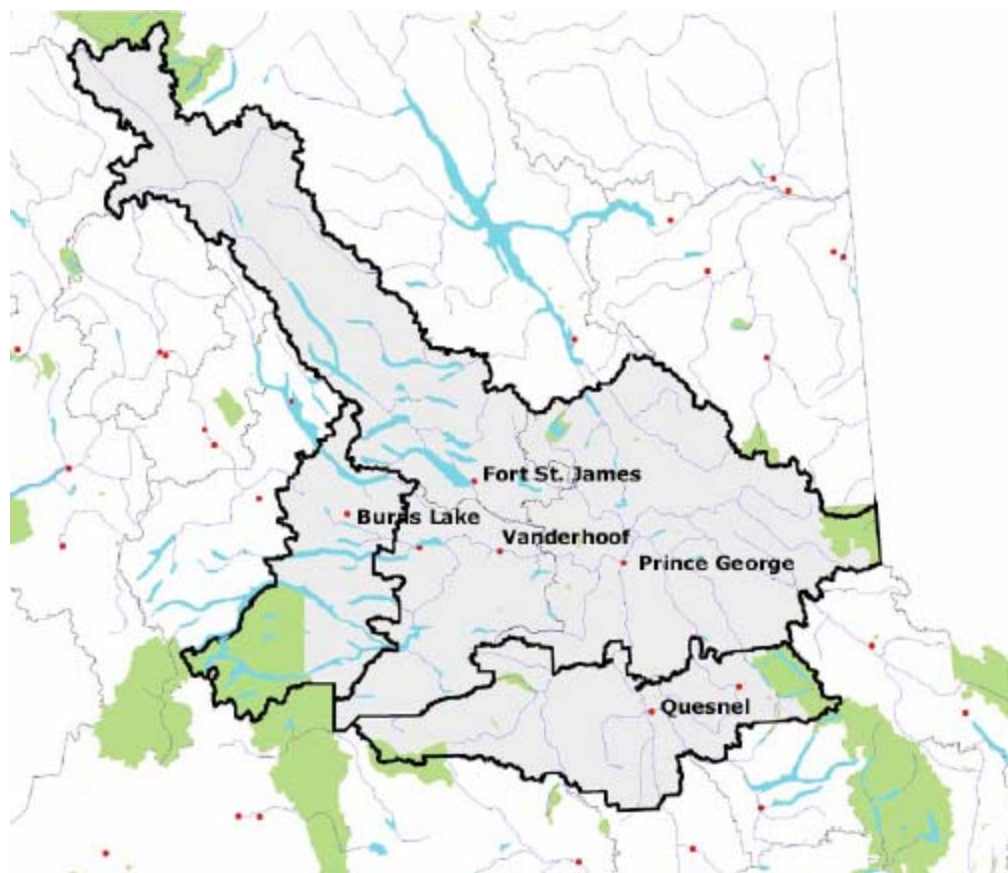 Fort St. James
Burns Lake
Vanderhoof
Prince George
Quesnel